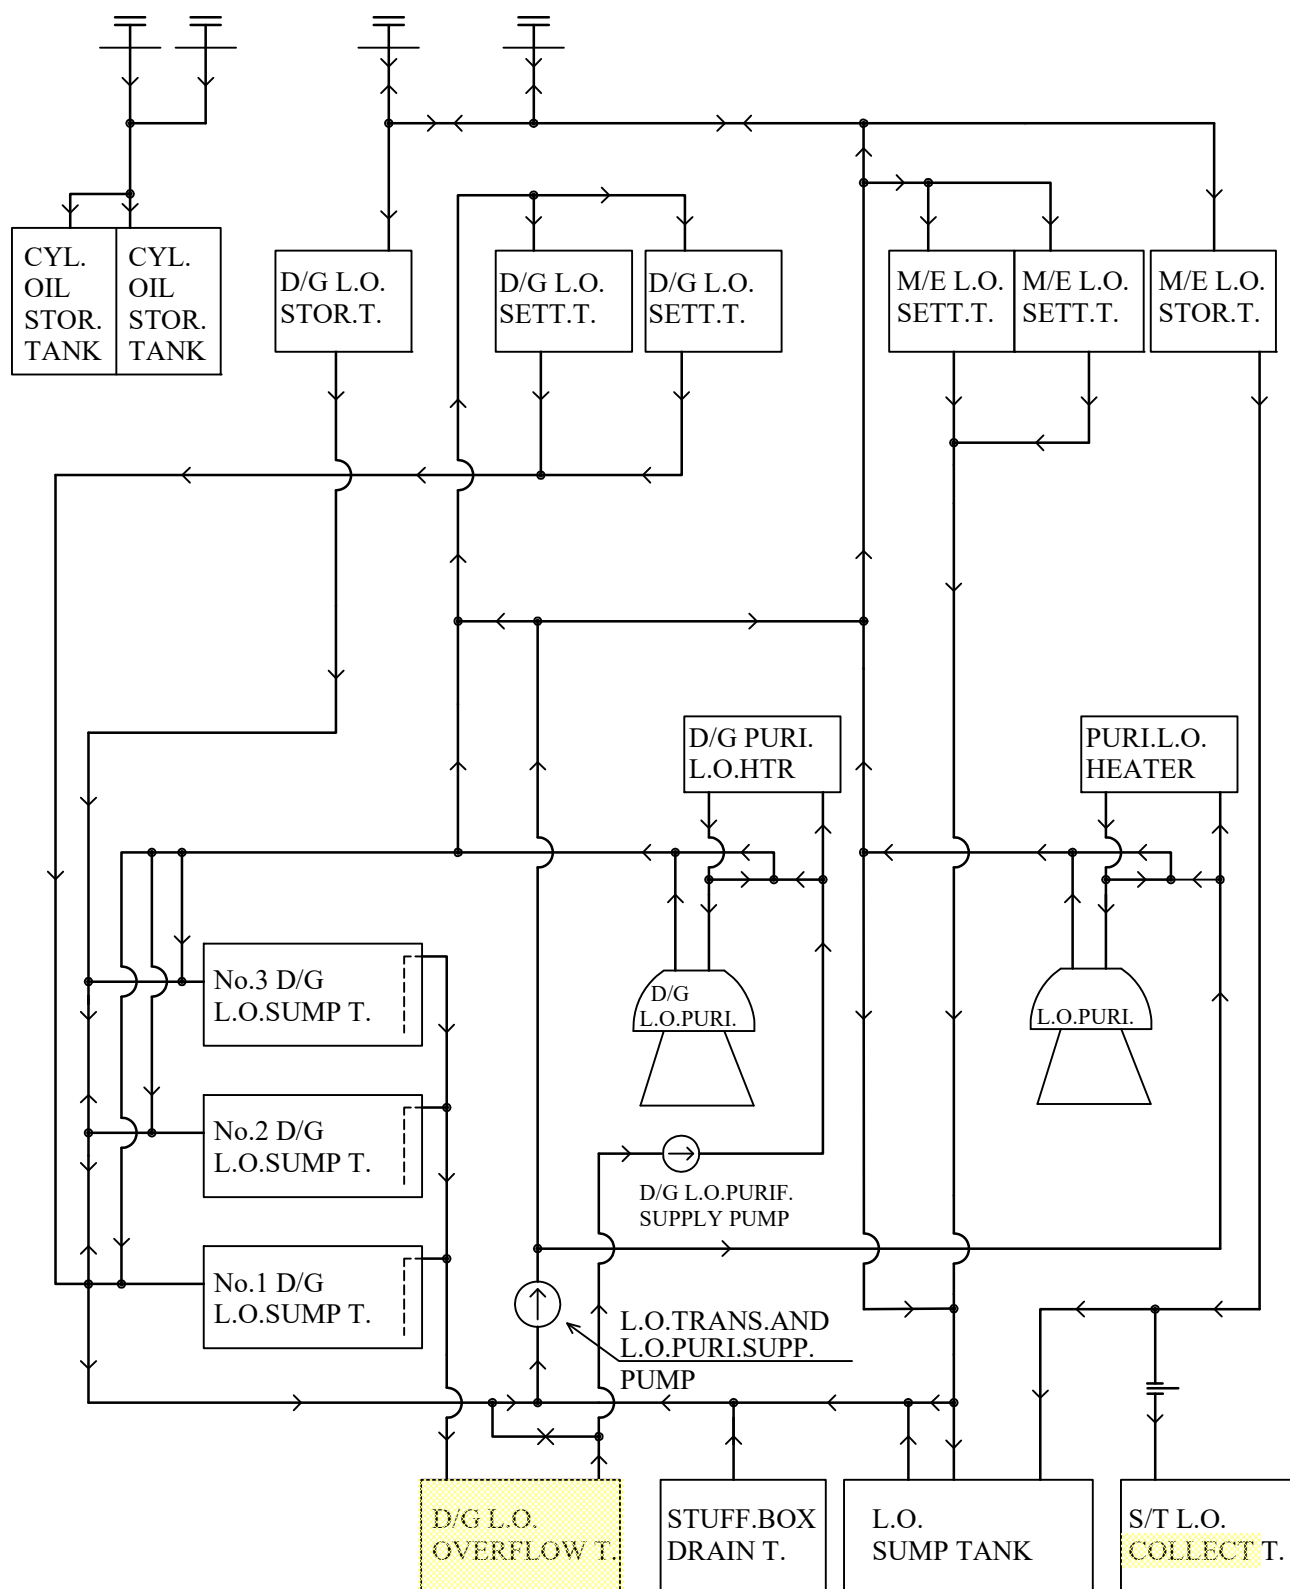 CYL.
OIL
STOR.
TANK
CYL.
OIL
STOR.
TANK
D/G L.O.
STOR.T.
D/G L.O.
SETT.T.
D/G L.O.
SETT.T.
M/E L.O.
SETT.T.
M/E L.O.
SETT.T.
M/E L.O.
STOR.T.
D/G PURI.
L.O.HTR
PURI.L.O.
HEATER
No.3 D/G
L.O.SUMP T.
D/G
L.O.PURI.
L.O.PURI.
No.2 D/G
L.O.SUMP T.
D/G L.O.PURIF.
SUPPLY PUMP
No.1 D/G
L.O.SUMP T.
L.O.TRANS.AND
L.O.PURI.SUPP.
PUMP
D/G L.O.
OVERFLOW T.
STUFF.BOX
DRAIN T.
L.O.
SUMP TANK
S/T L.O.
COLLECT T.